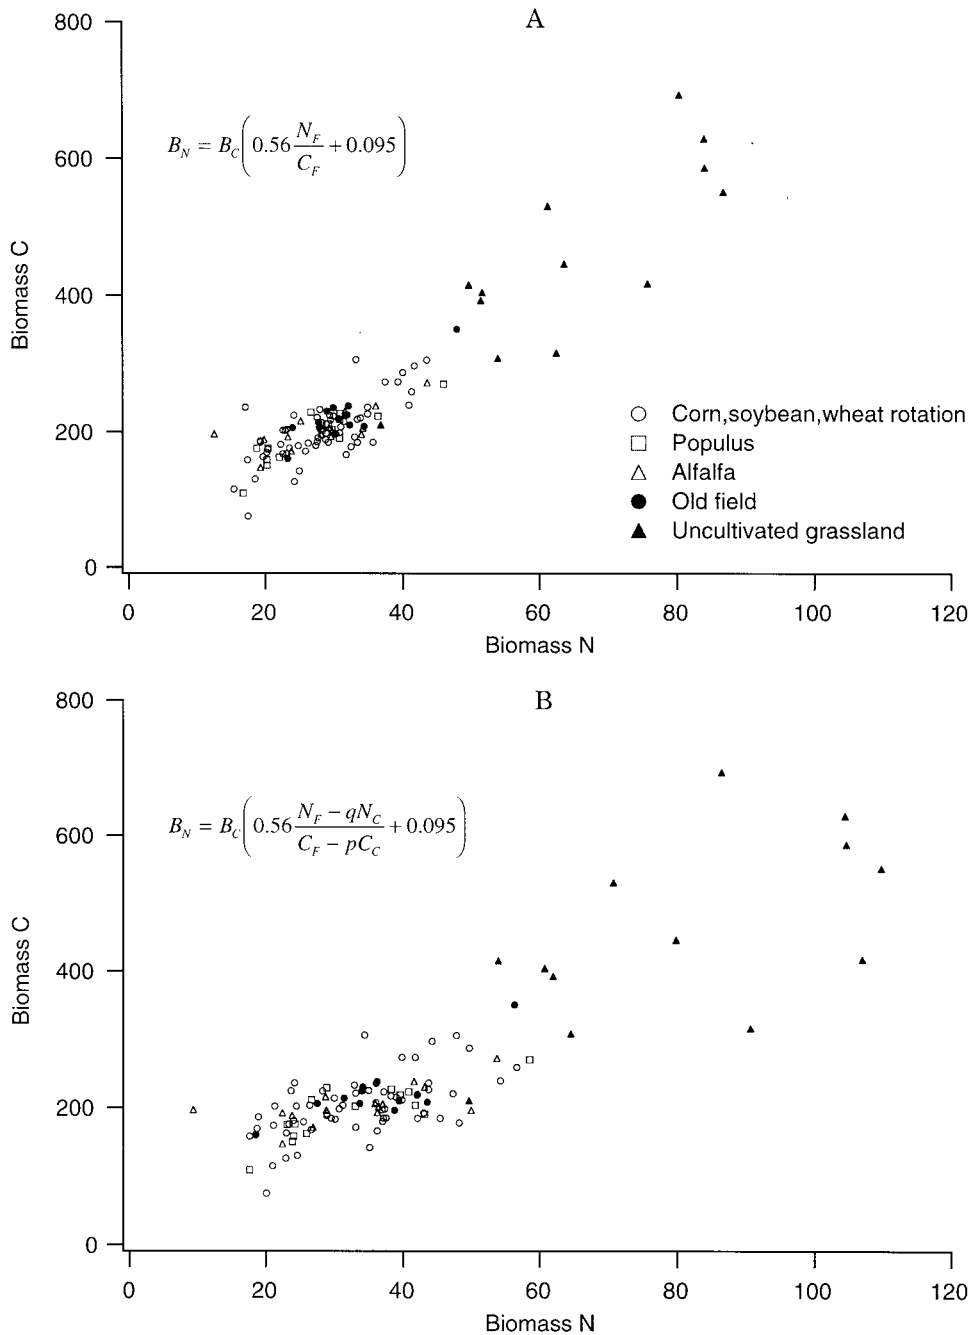 A
800
600
400
200
0
Biomass C
B_N = B_C(0.56 N_F/C_F + 0.095)
Corn,soybean,wheat rotation
Populus
Alfalfa
Old field
Uncultivated grassland
0 20 40 60 80 100 120
Biomass N
B
800
600
400
200
0
Biomass C
B_N = B_C(0.56 (N_F − qN_C)/(C_F − pC_C) + 0.095)
0 20 40 60 80 100 120
Biomass N